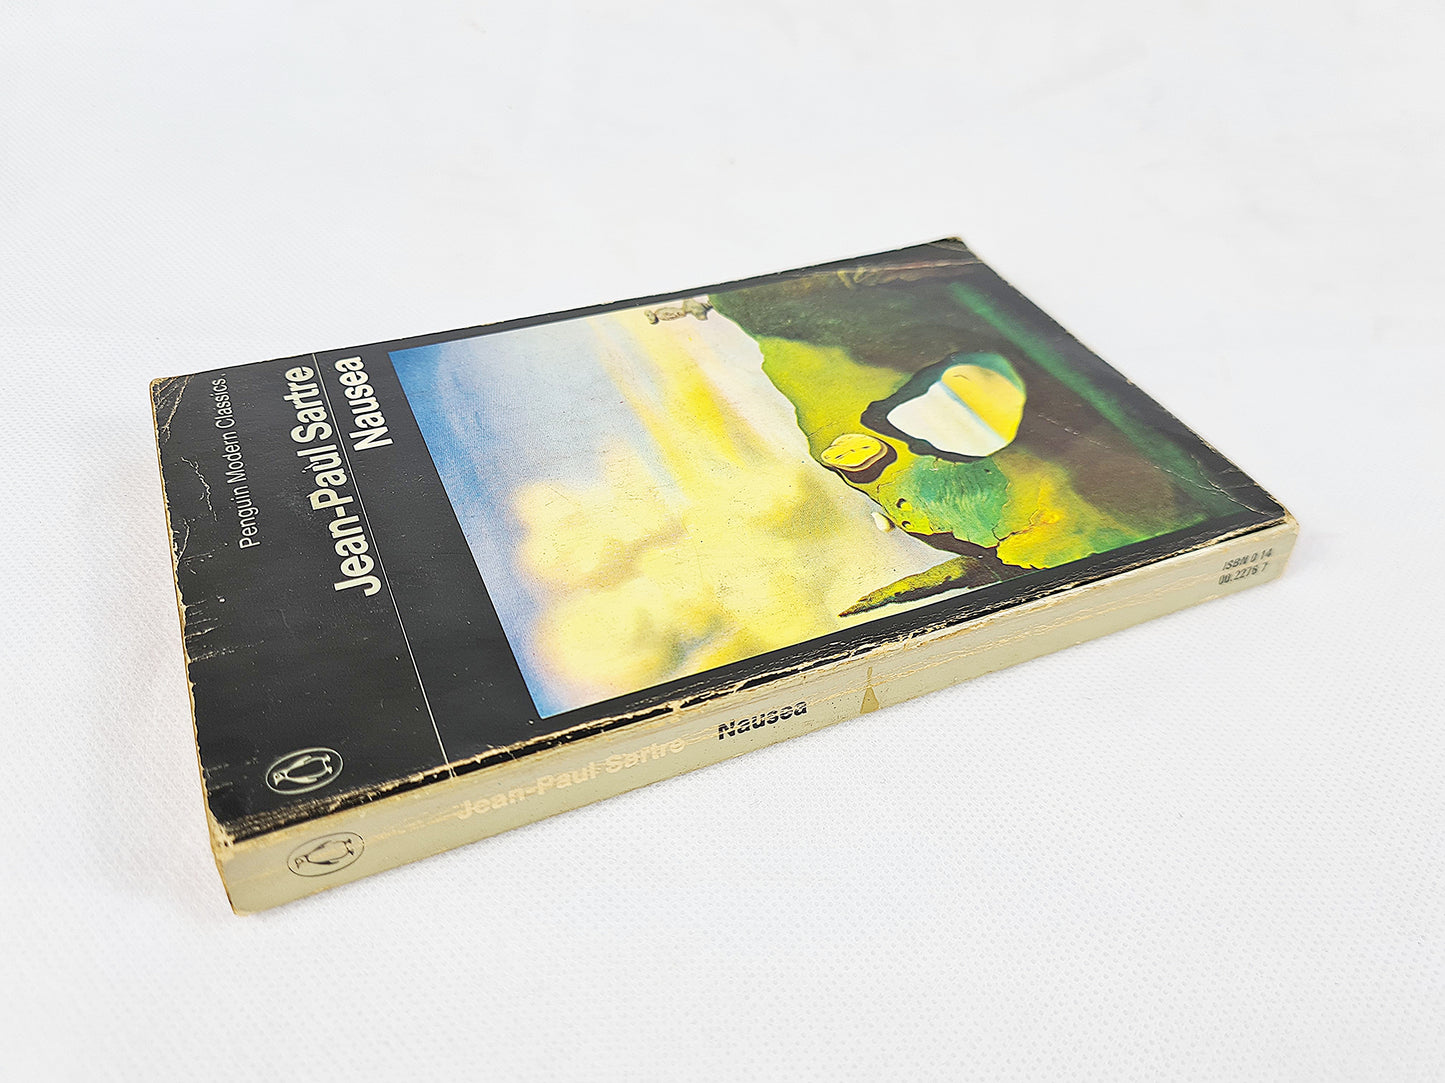 Penguin Modern Classics
Jean-Paul Sartre
Nausea
Jean-Paul Sartre
Nausea
ISBN 0 14
00.2276 7